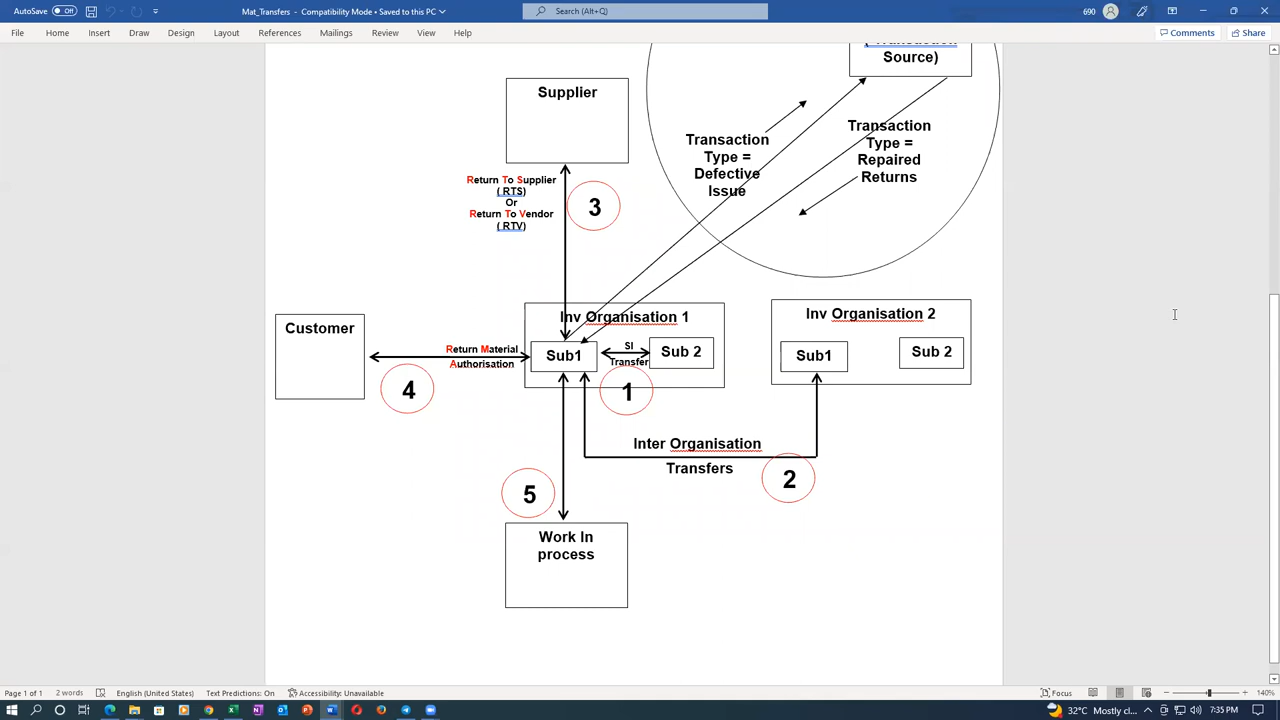 AutoSave Off
Mat_Transfers - Compatibility Mode • Saved to this PC
Search (Alt+Q)
690
File Home Insert Draw Design Layout References Mailings Review View Help
Comments Share
Source)
Supplier
Transaction
Type =
Defective
Issue
Transaction
Type =
Repaired
Returns
Return To Supplier
( RTS)
Or
Return To Vendor
( RTV)
3
Inv Organisation 1
Sub1
SI
Transfer
Sub 2
1
Inv Organisation 2
Sub1
Sub 2
Customer
Return Material
Authorisation
4
Inter Organisation
Transfers
2
5
Work In
process
Page 1 of 1 2 words English (United States) Text Predictions: On Accessibility: Unavailable
Focus
140%
32°C Mostly cl...
ENG
7:35 PM